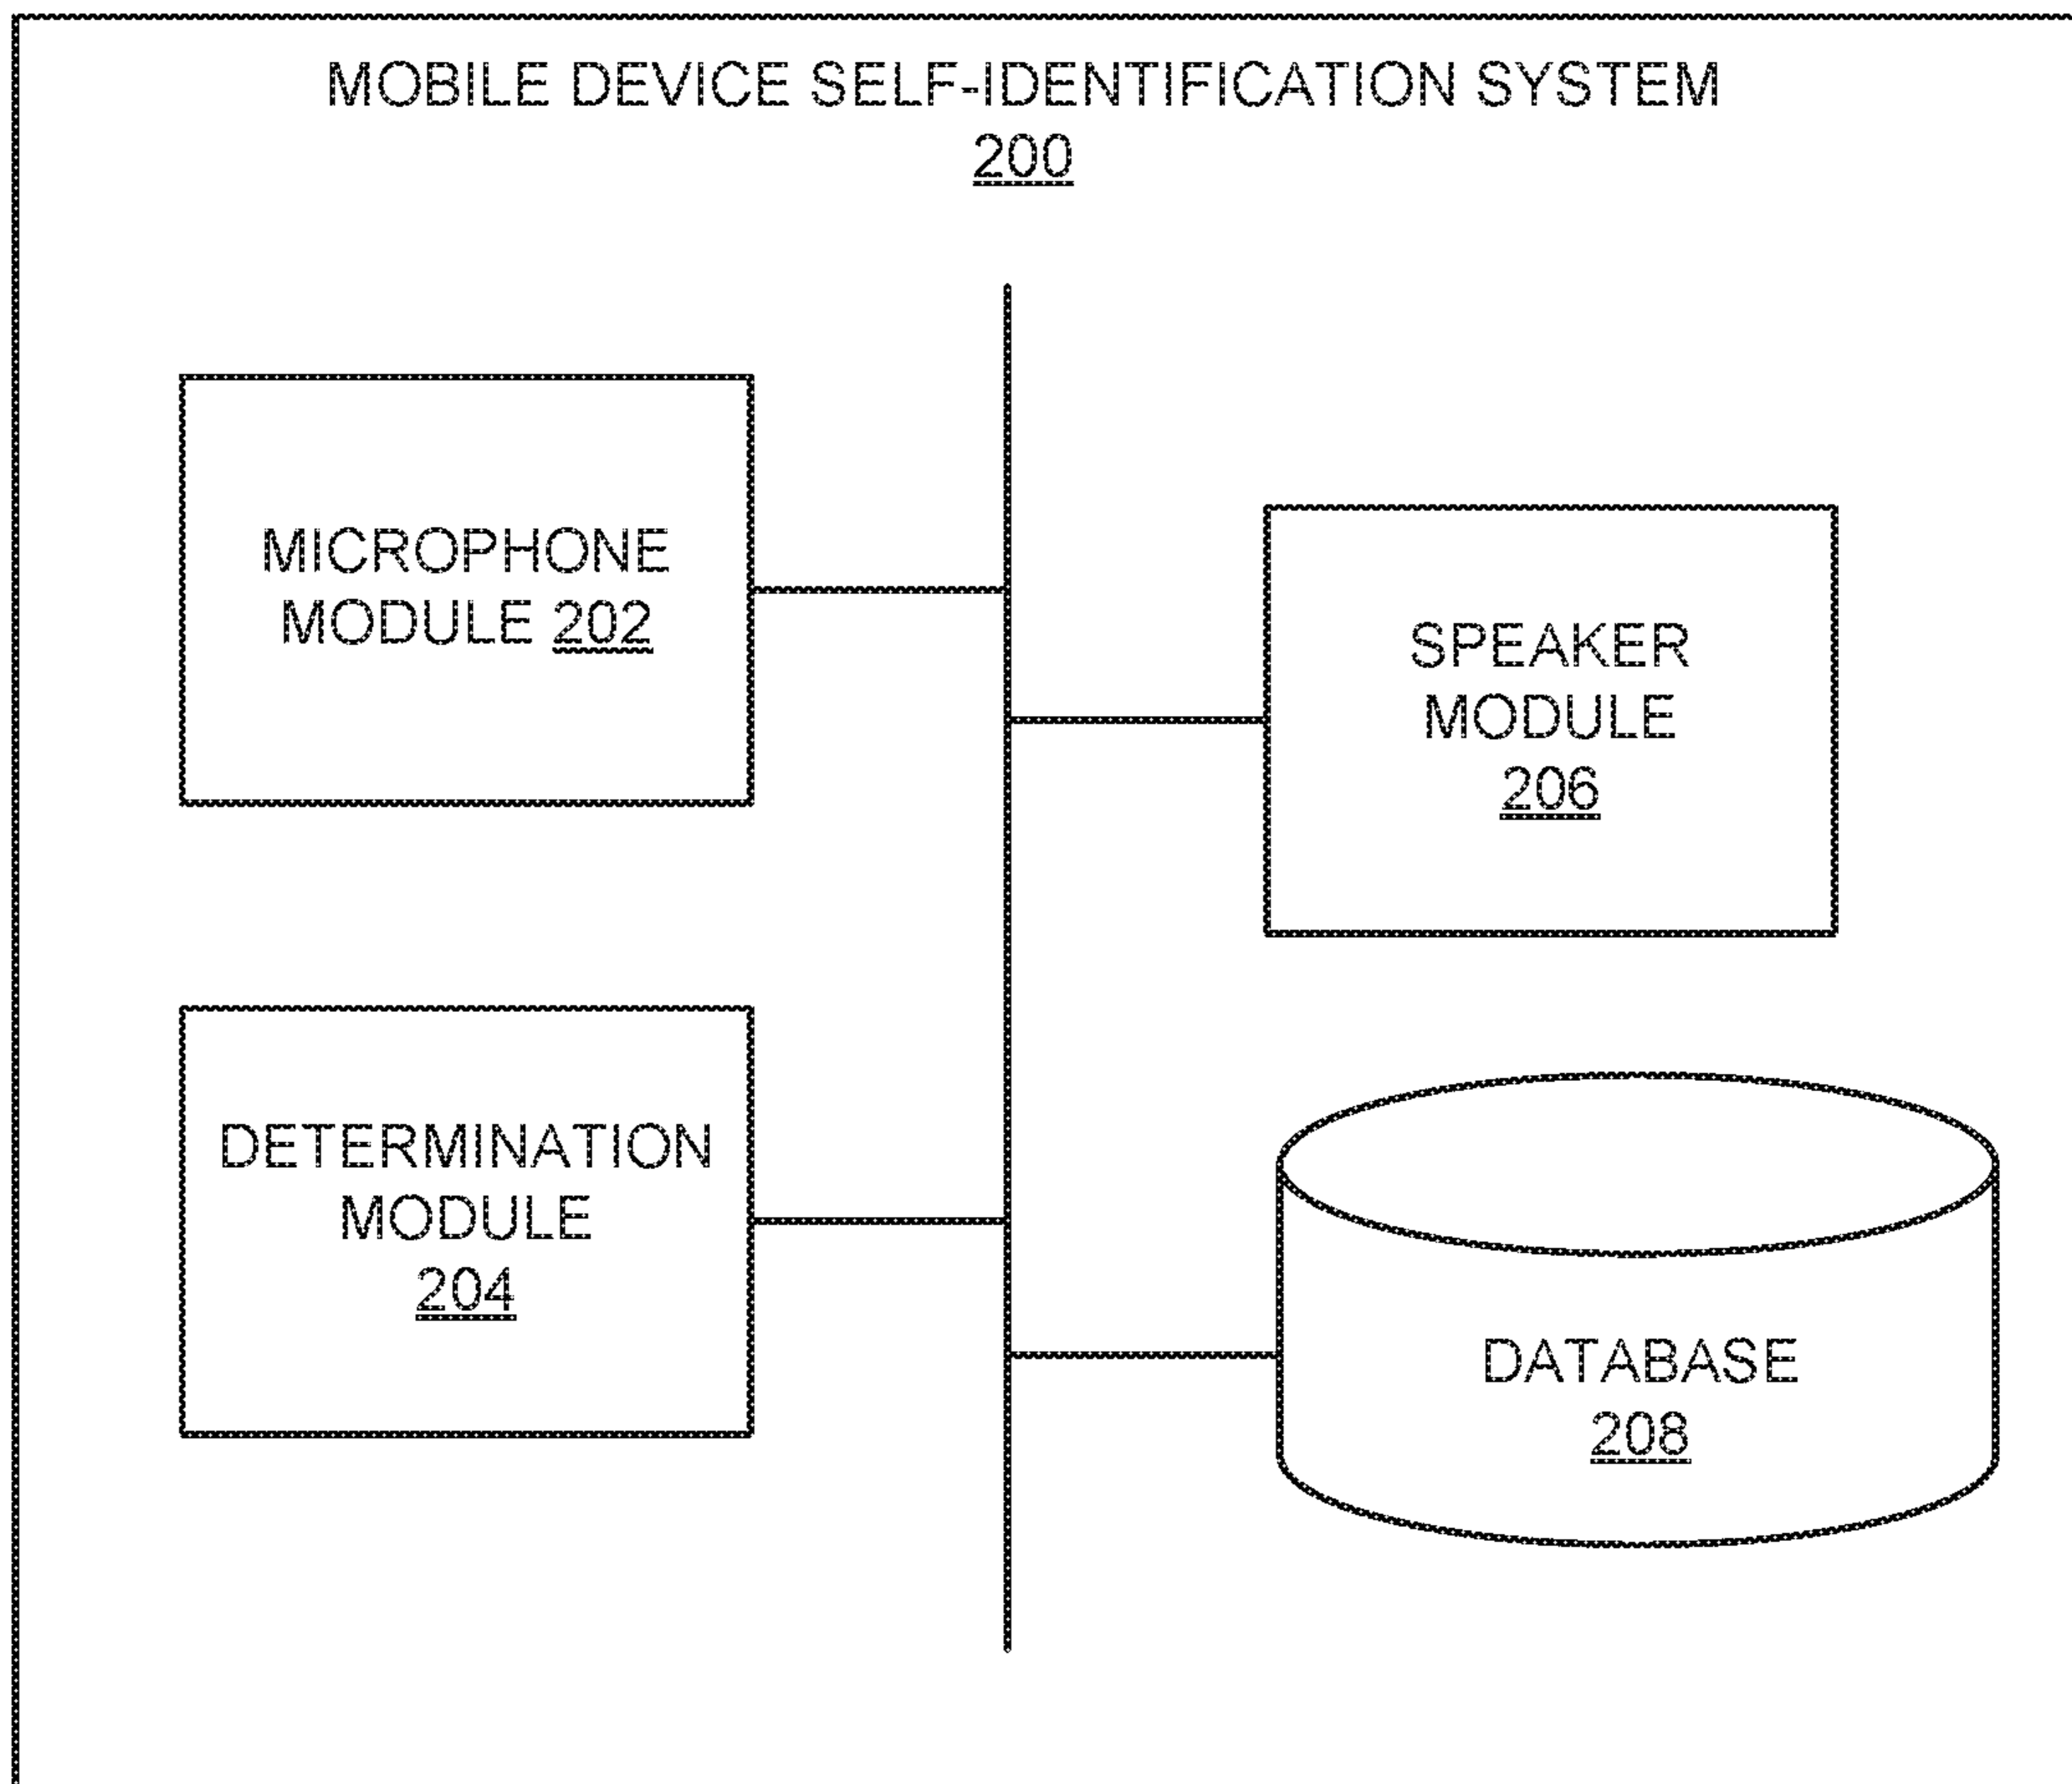 MOBILE DEVICE SELF-IDENTIFICATION SYSTEM
200
MICROPHONE
MODULE 202
SPEAKER
MODULE
206
DETERMINATION
MODULE
204
DATABASE
208